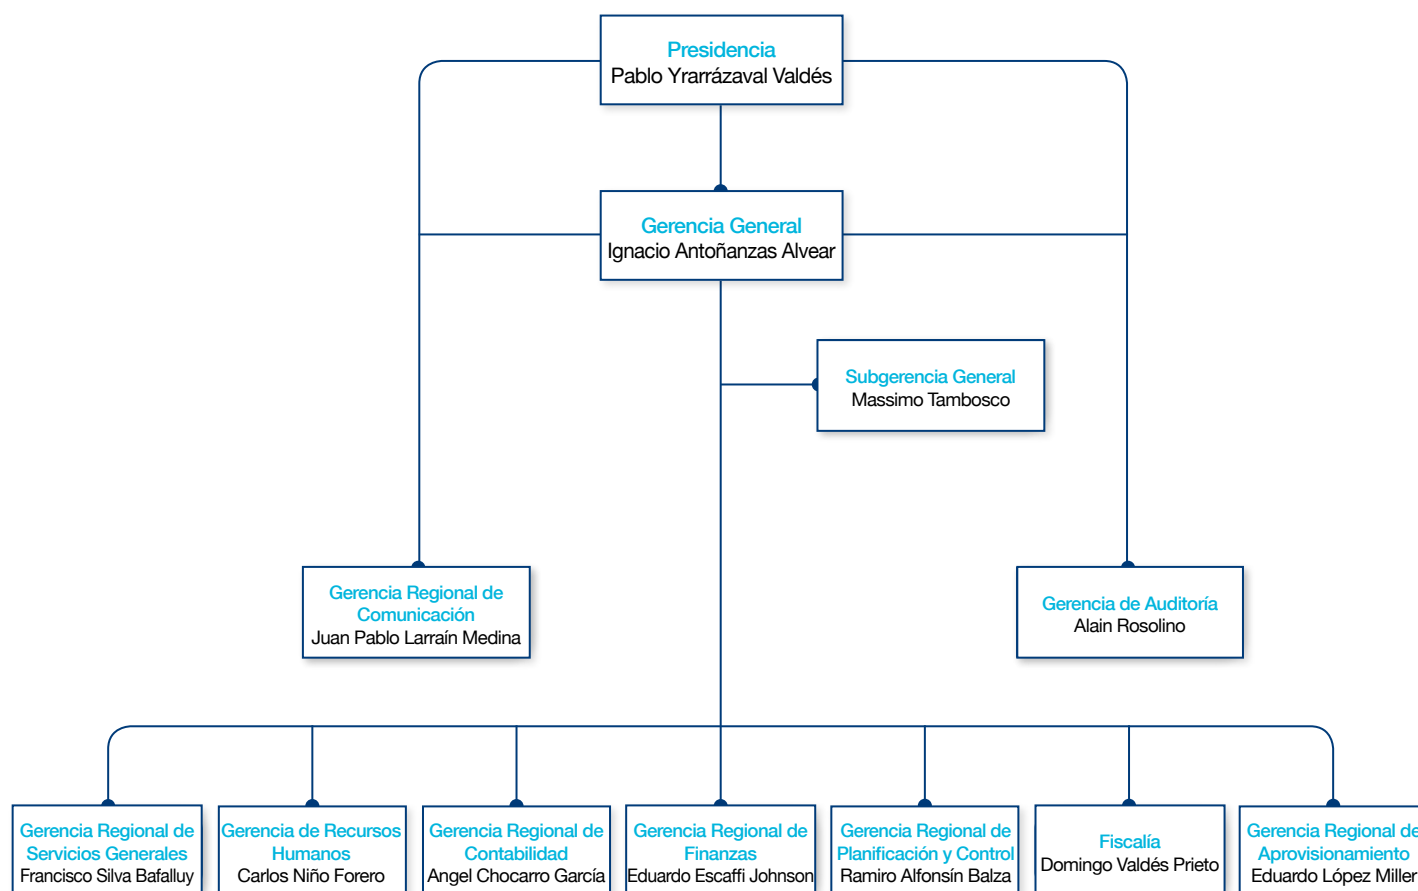 Presidencia
Pablo Yrarrázaval Valdés
Gerencia General
Ignacio Antoñanzas Alvear
Subgerencia General
Massimo Tambosco
Gerencia Regional de
Comunicación
Juan Pablo Larraín Medina
Gerencia de Auditoría
Alain Rosolino
Gerencia Regional de
Servicios Generales
Francisco Silva Bafalluy
Gerencia de Recursos
Humanos
Carlos Niño Forero
Gerencia Regional de
Contabilidad
Angel Chocarro García
Gerencia Regional de
Finanzas
Eduardo Escaffi Johnson
Gerencia Regional de
Planificación y Control
Ramiro Alfonsín Balza
Fiscalía
Domingo Valdés Prieto
Gerencia Regional de
Aprovisionamiento
Eduardo López Miller